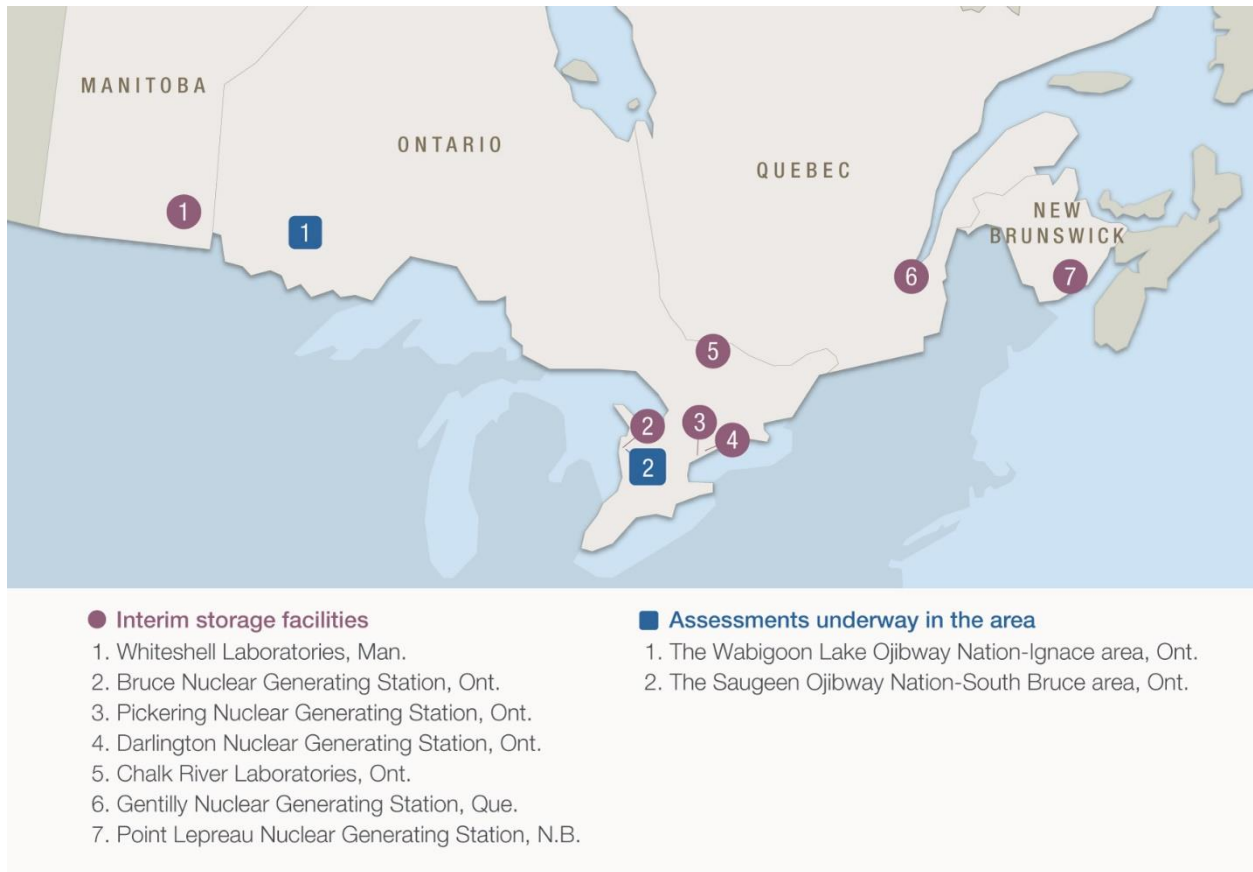 MANITOBA
ONTARIO
QUEBEC
NEW
BRUNSWICK
1
1
6
7
5
2
3
4
2
Interim storage facilities
1. Whiteshell Laboratories, Man.
2. Bruce Nuclear Generating Station, Ont.
3. Pickering Nuclear Generating Station, Ont.
4. Darlington Nuclear Generating Station, Ont.
5. Chalk River Laboratories, Ont.
6. Gentilly Nuclear Generating Station, Que.
7. Point Lepreau Nuclear Generating Station, N.B.
Assessments underway in the area
1. The Wabigoon Lake Ojibway Nation-Ignace area, Ont.
2. The Saugeen Ojibway Nation-South Bruce area, Ont.